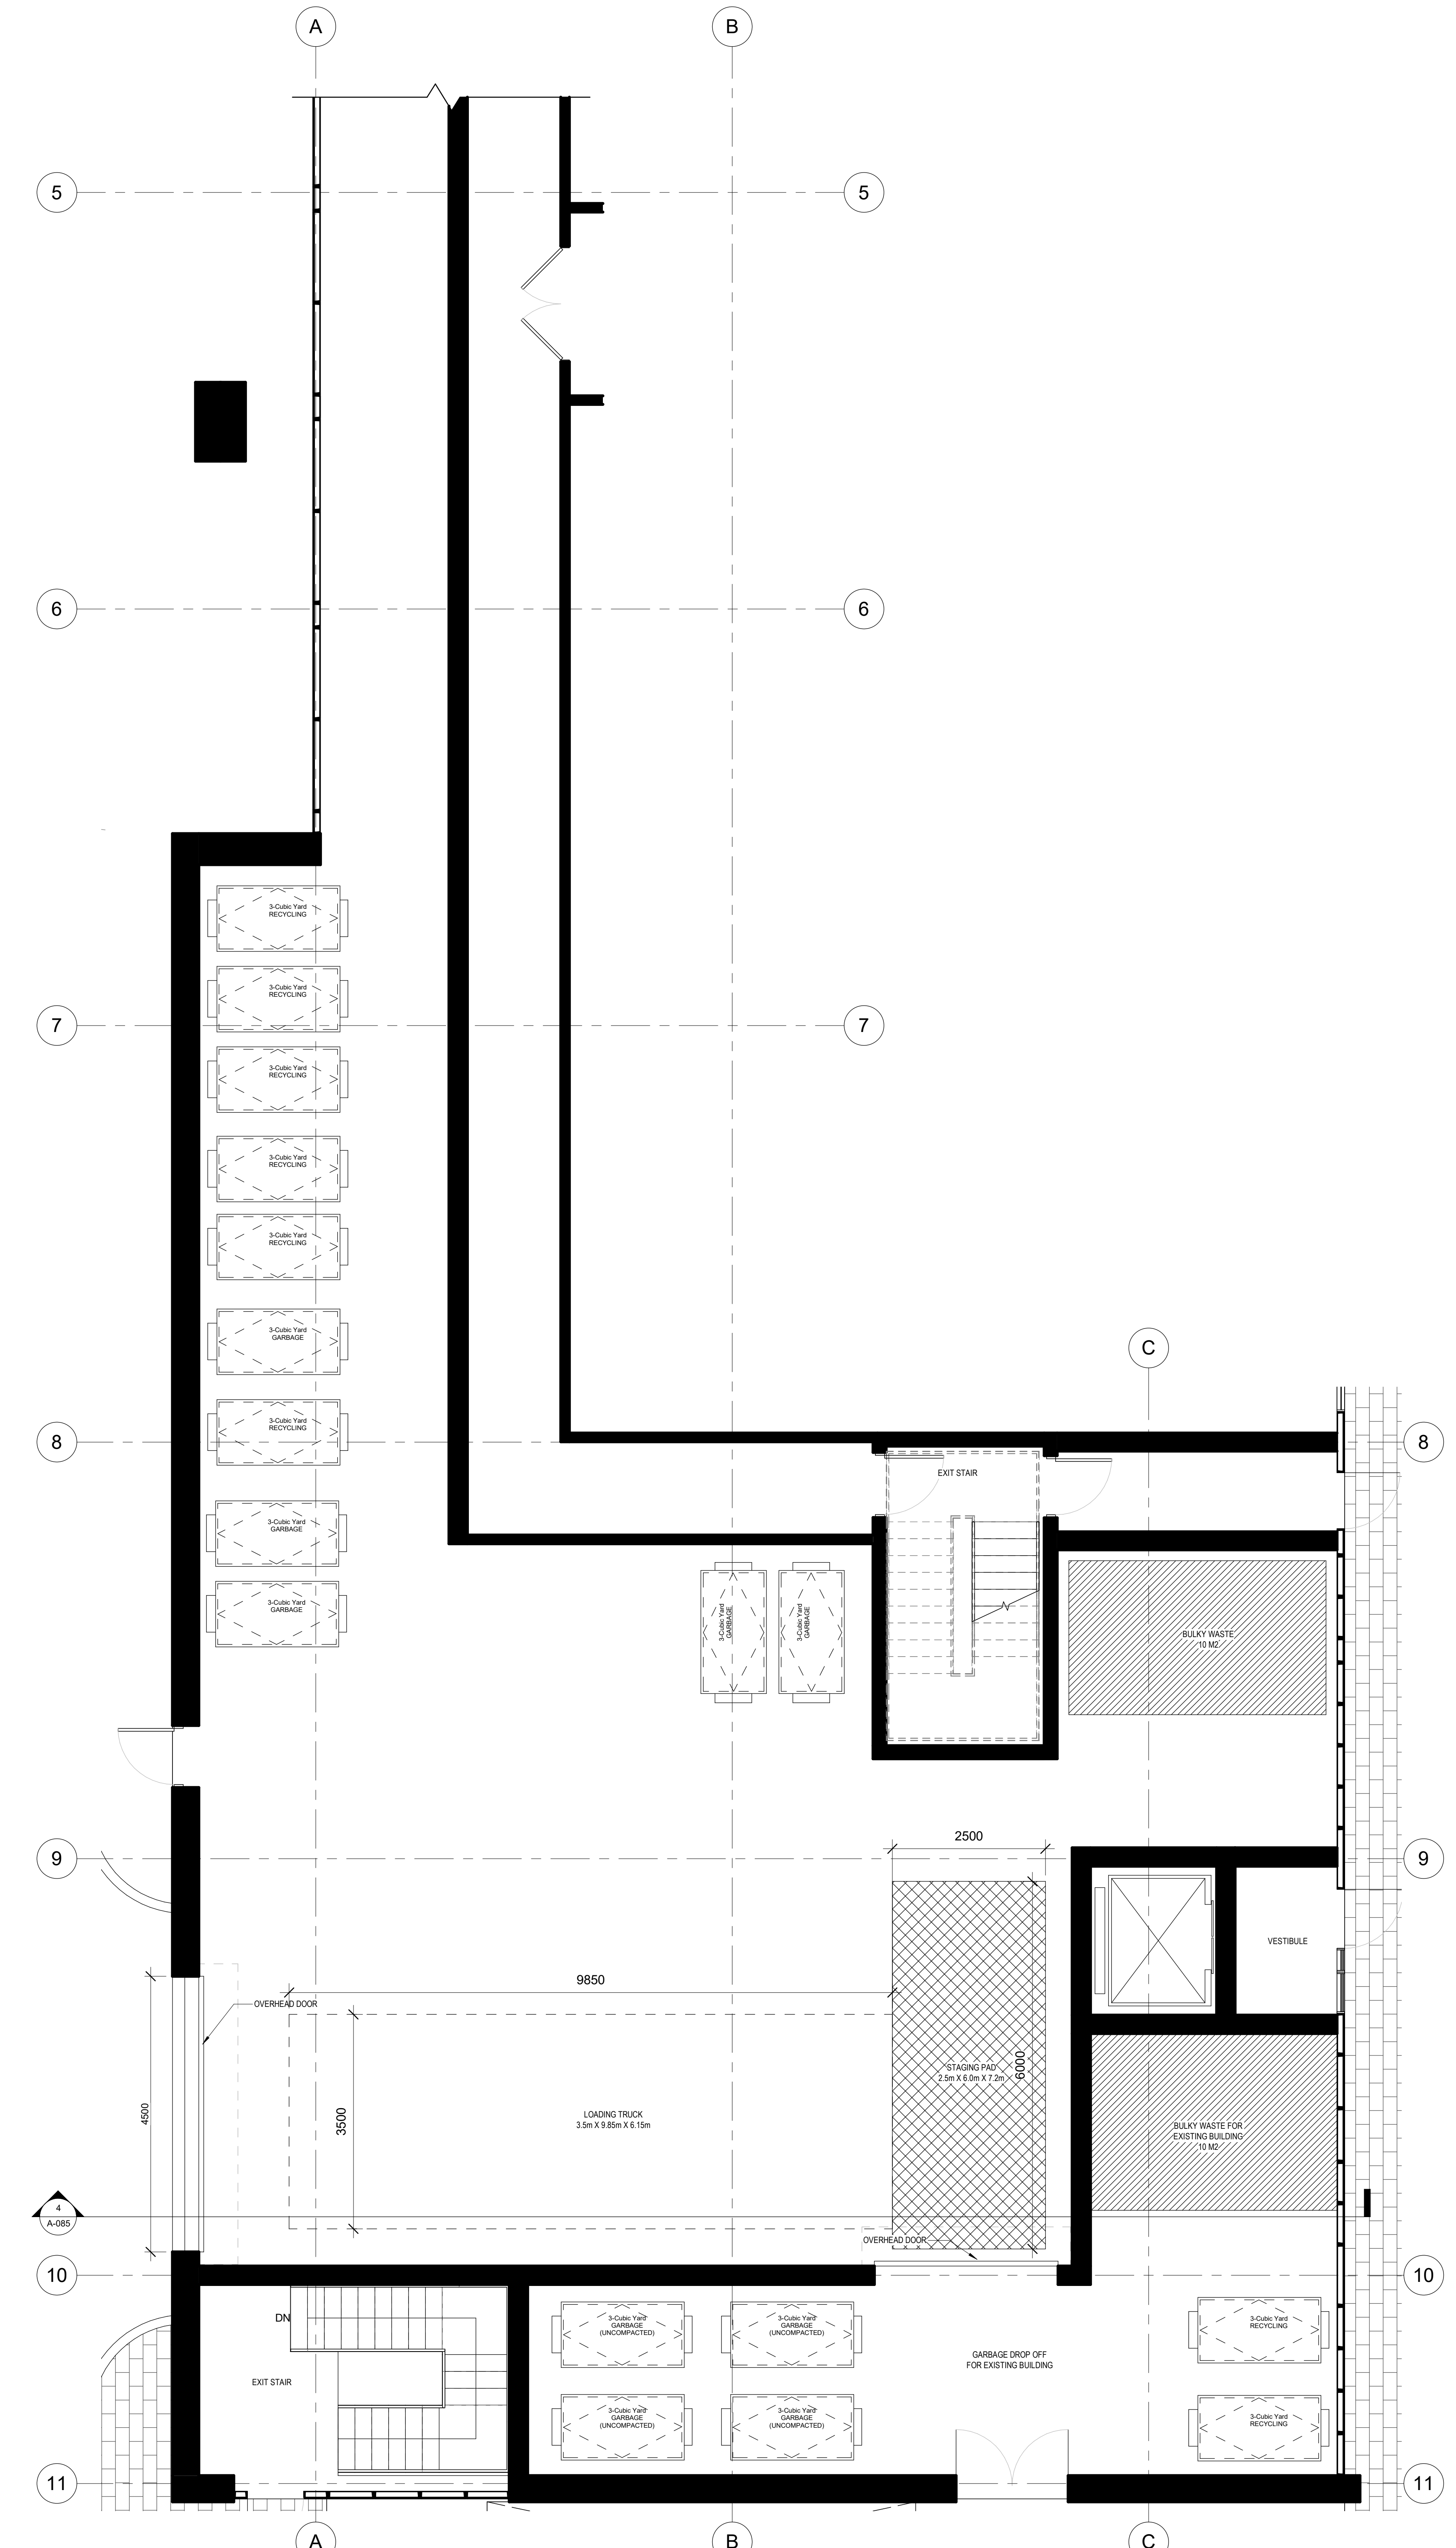 A
B
5
5
6
6
3-Cubic Yard
RECYCLING
3-Cubic Yard
RECYCLING
7
7
3-Cubic Yard
RECYCLING
3-Cubic Yard
RECYCLING
3-Cubic Yard
RECYCLING
3-Cubic Yard
GARBAGE
C
3-Cubic Yard
RECYCLING
8
8
EXIT STAIR
3-Cubic Yard
GARBAGE
3-Cubic Yard
GARBAGE
3-Cubic Yard
GARBAGE
3-Cubic Yard
GARBAGE
BULKY WASTE
10 M2
2500
9
9
VESTIBULE
9850
OVERHEAD DOOR
STAGING PAD
2.5m X 6.0m X 7.2m
6000
4500
3500
LOADING TRUCK
3.5m X 9.85m X 6.15m
BULKY WASTE FOR
EXISTING BUILDING
10 M2
4
A-085
OVERHEAD DOOR
10
10
DN
3-Cubic Yard
GARBAGE
(UNCOMPACTED)
3-Cubic Yard
GARBAGE
(UNCOMPACTED)
3-Cubic Yard
RECYCLING
GARBAGE DROP OFF
FOR EXISTING BUILDING
EXIT STAIR
3-Cubic Yard
GARBAGE
(UNCOMPACTED)
3-Cubic Yard
GARBAGE
(UNCOMPACTED)
3-Cubic Yard
RECYCLING
11
11
A
B
C